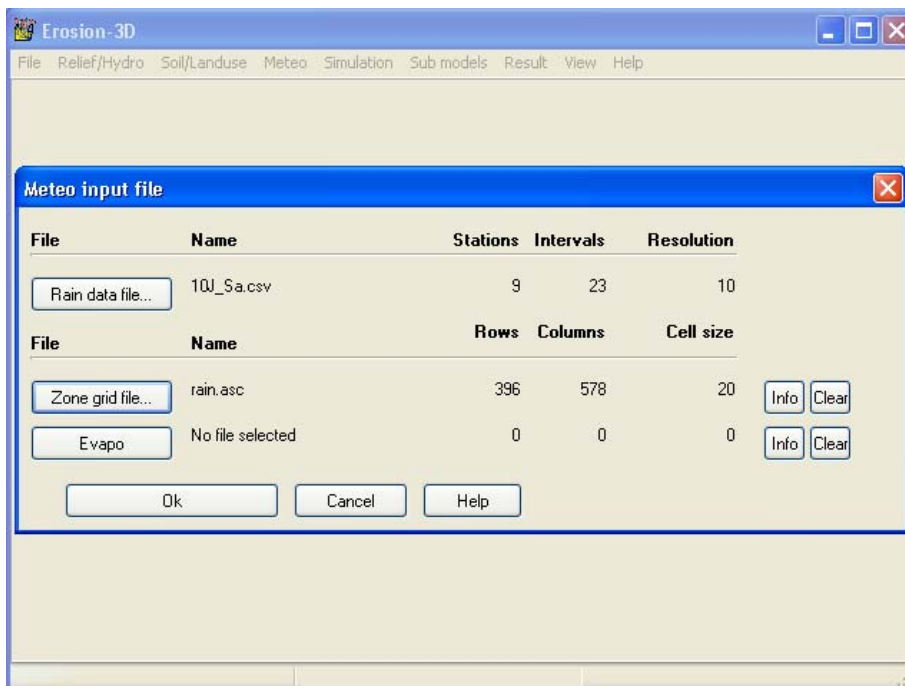 Erosion-3D
File Relief/Hydro Soil/Landuse Meteo Simulation Sub models Result View Help
Meteo input file
File Name Stations Intervals Resolution
Rain data file... 10J_Sa.csv 9 23 10
File Name Rows Columns Cell size
Zone grid file... rain.asc 396 578 20 Info Clear
Evapo No file selected 0 0 0 Info Clear
Ok Cancel Help